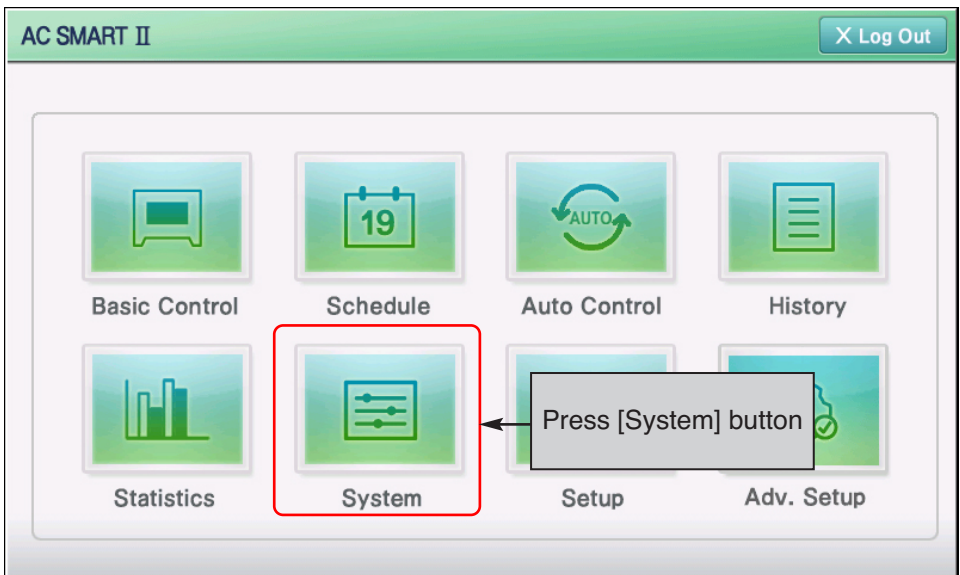 AC SMART Ⅱ
X Log Out
19
AUTO
Basic Control
Schedule
Auto Control
History
Press [System] button
Statistics
System
Setup
Adv. Setup